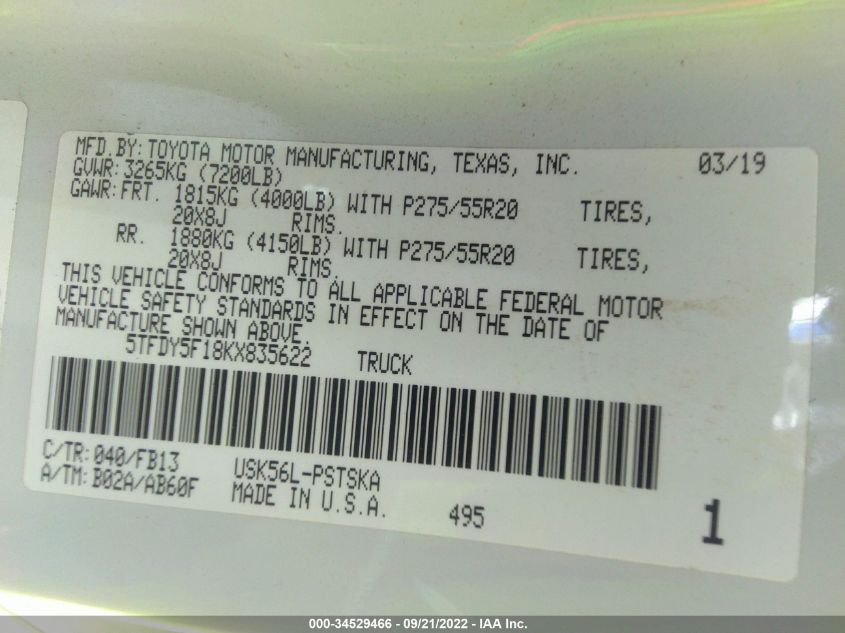 MFD.BY:TOYOTA MOTOR MANUFACTURING, TEXAS, INC. 03/19
GVWR:3265KG (7200LB)
GAWR:FRT. 1815KG (4000LB) WITH P275/55R20 TIRES,
20X8J RIMS.
RR. 1880KG (4150LB) WITH P275/55R20 TIRES,
20X8J RIMS.
THIS VEHICLE CONFORMS TO ALL APPLICABLE FEDERAL MOTOR
VEHICLE SAFETY STANDARDS IN EFFECT ON THE DATE OF
MANUFACTURE SHOWN ABOVE.
5TFDY5F18KX835622 TRUCK
C/TR:040/FB13 USK56L-PSTSKA
A/TM:B02A/AB60F MADE IN U.S.A. 495 1
000-34529466 - 09/21/2022 - IAA Inc.